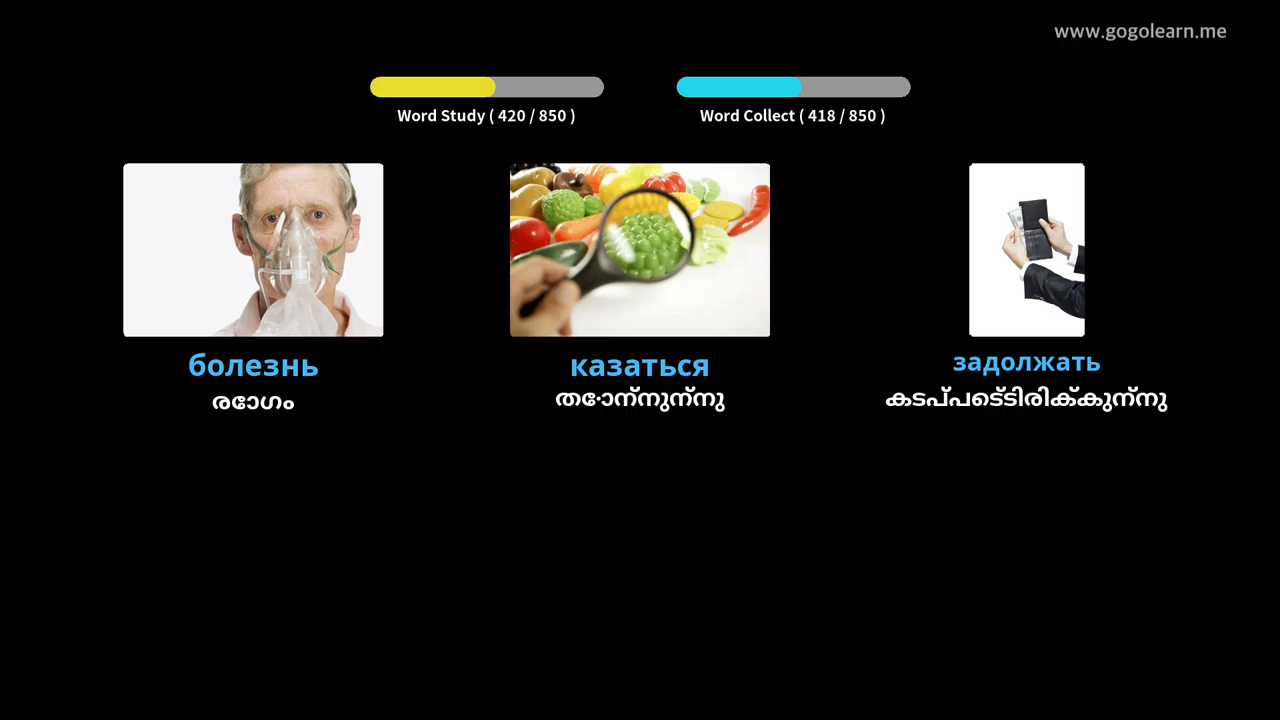 www.gogolearn.me
Word Study ( 420 / 850 )
Word Collect ( 418 / 850 )
болезнь
казаться
задолжать
രോഗം
തോന്നുന്നു
കടപ്പെട്ടിരിക്കുന്നു